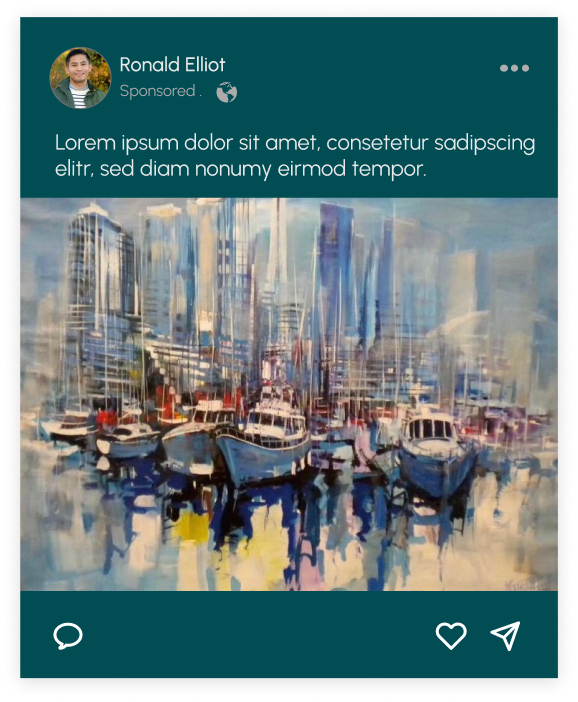 Ronald Elliot
Sponsored .
Lorem ipsum dolor sit amet, consetetur sadipscing
elitr, sed diam nonumy eirmod tempor.